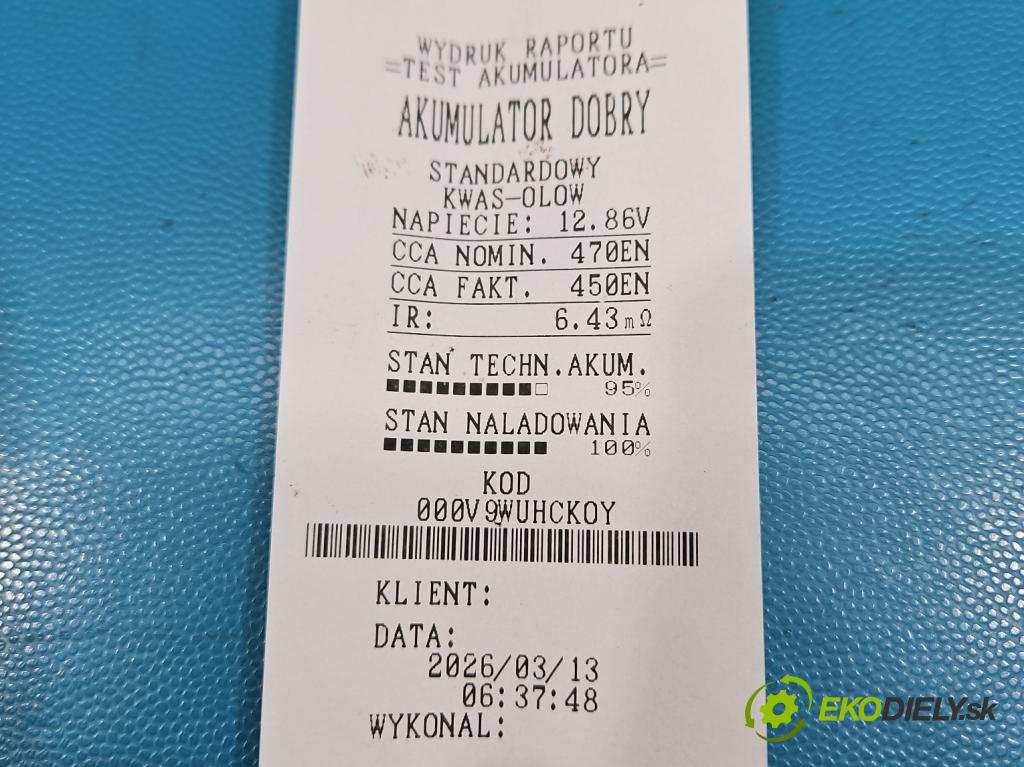 WYDRUK RAPORTU
=TEST AKUMULATORA=
AKUMULATOR DOBRY
STANDARDOWY
KWAS-OLOW
NAPIECIE: 12.86V
CCA NOMIN. 470EN
CCA FAKT. 450EN
IR: 6.43mΩ
STAN TECHN.AKUM.
95%
STAN NALADOWANIA
100%
KOD
000V9WUHCKOY
KLIENT:
DATA:
2026/03/13
06:37:48
WYKONAL:
EKODIELY.sk